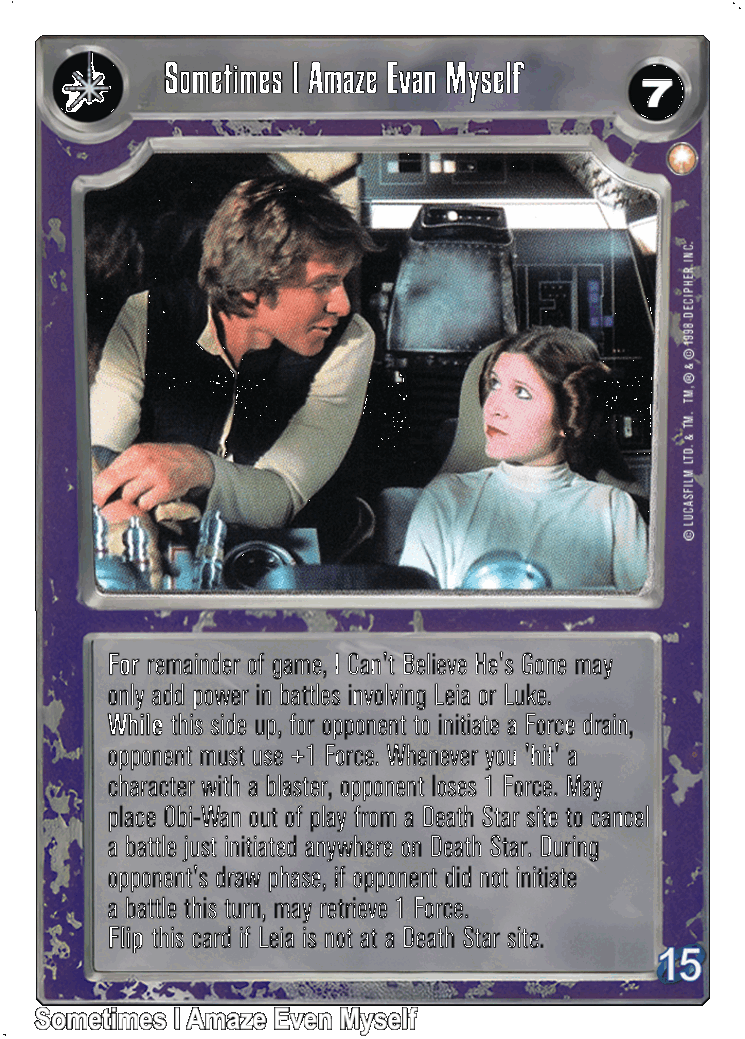 Sometimes I Amaze Evan Myself
7
© LUCASFILM LTD. & TM. TM, ® & © 1998 DECIPHER INC.
For remainder of game, I Can't Believe He's Gone may
only add power in battles involving Leia or Luke.
While this side up, for opponent to initiate a Force drain,
opponent must use +1 Force. Whenever you 'hit' a
character with a blaster, opponent loses 1 Force. May
place Obi-Wan out of play from a Death Star site to cancel
a battle just initiated anywhere on Death Star. During
opponent's draw phase, if opponent did not initiate
a battle this turn, may retrieve 1 Force.
Flip this card if Leia is not at a Death Star site.
15
Sometimes I Amaze Even Myself